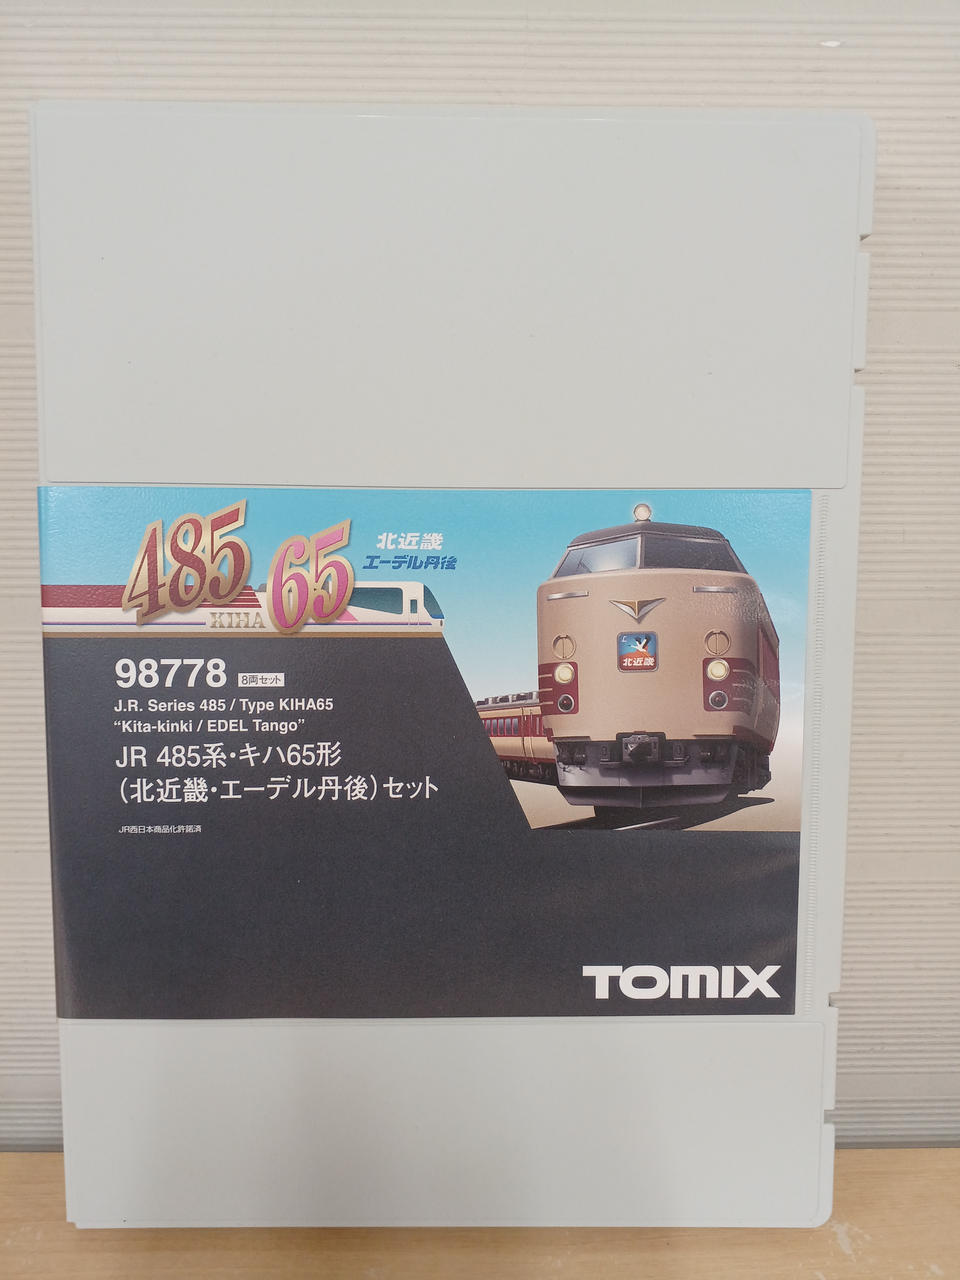 485
KIHA 65
北近畿
エーデル丹後
北近畿
98778 8両セット
J.R. Series 485 / Type KIHA65
“Kita-kinki / EDEL Tango”
JR 485系・キハ65形
(北近畿・エーデル丹後)セット
JR西日本商品化許諾済
TOMIX